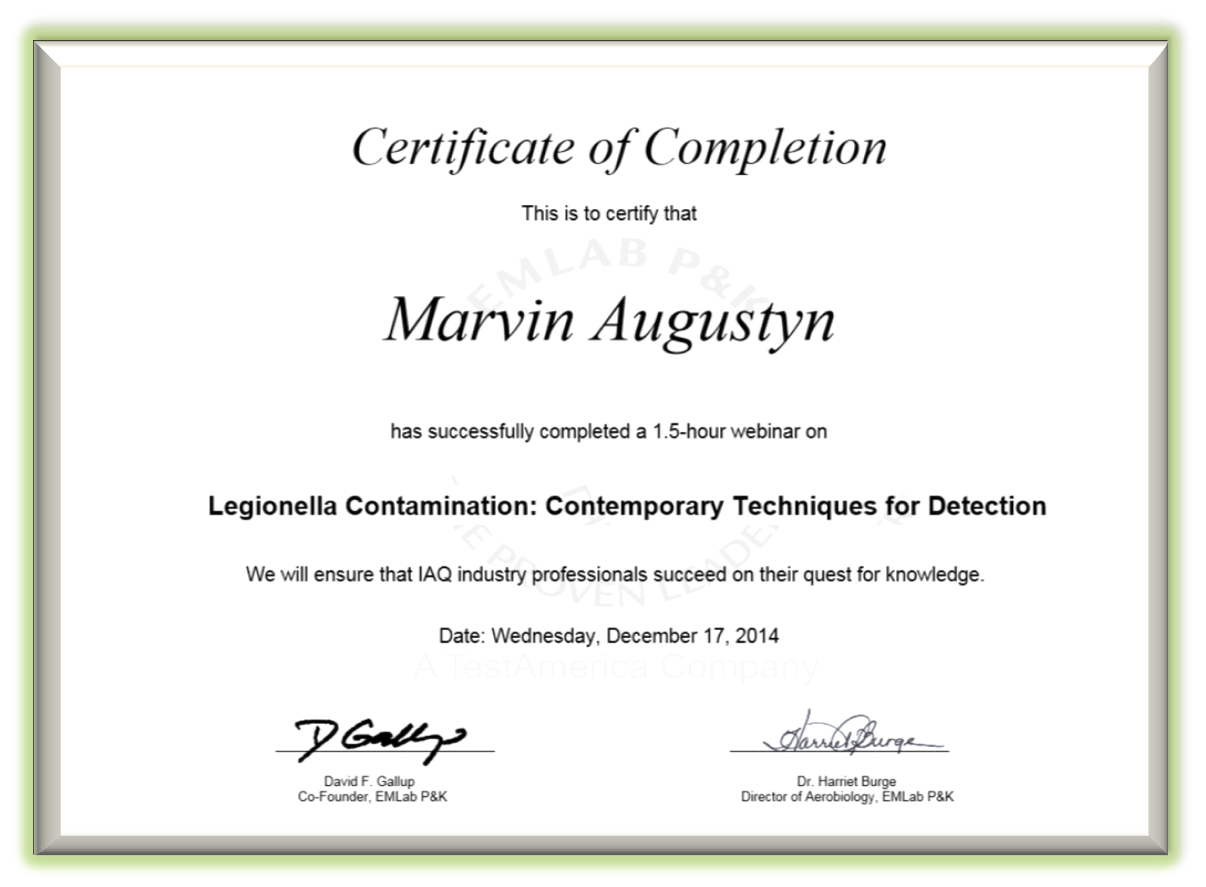 Certificate of Completion
This is to certify that
EMLAB P&K
Marvin Augustyn
has successfully completed a 1.5-hour webinar on
Legionella Contamination: Contemporary Techniques for Detection
PROVEN LEADE
We will ensure that IAQ industry professionals succeed on their quest for knowledge.
Date: Wednesday, December 17, 2014
A TestAmerica Company
D Gallup
Harriet Burge
David F. Gallup
Dr. Harriet Burge
Co-Founder, EMLab P&K
Director of Aerobiology, EMLab P&K